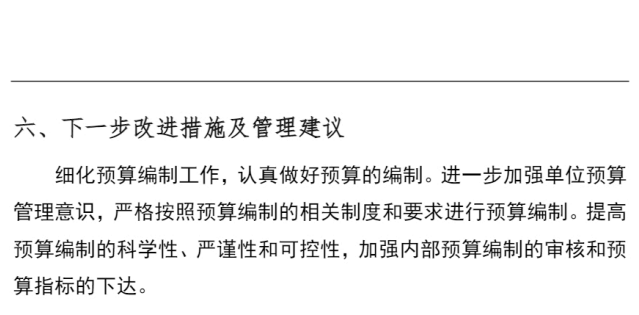 六、下一步改进措施及管理建议
细化预算编制工作，认真做好预算的编制。进一步加强单位预算
管理意识，严格按照预算编制的相关制度和要求进行预算编制。提高
预算编制的科学性、严谨性和可控性，加强内部预算编制的审核和预
算指标的下达。